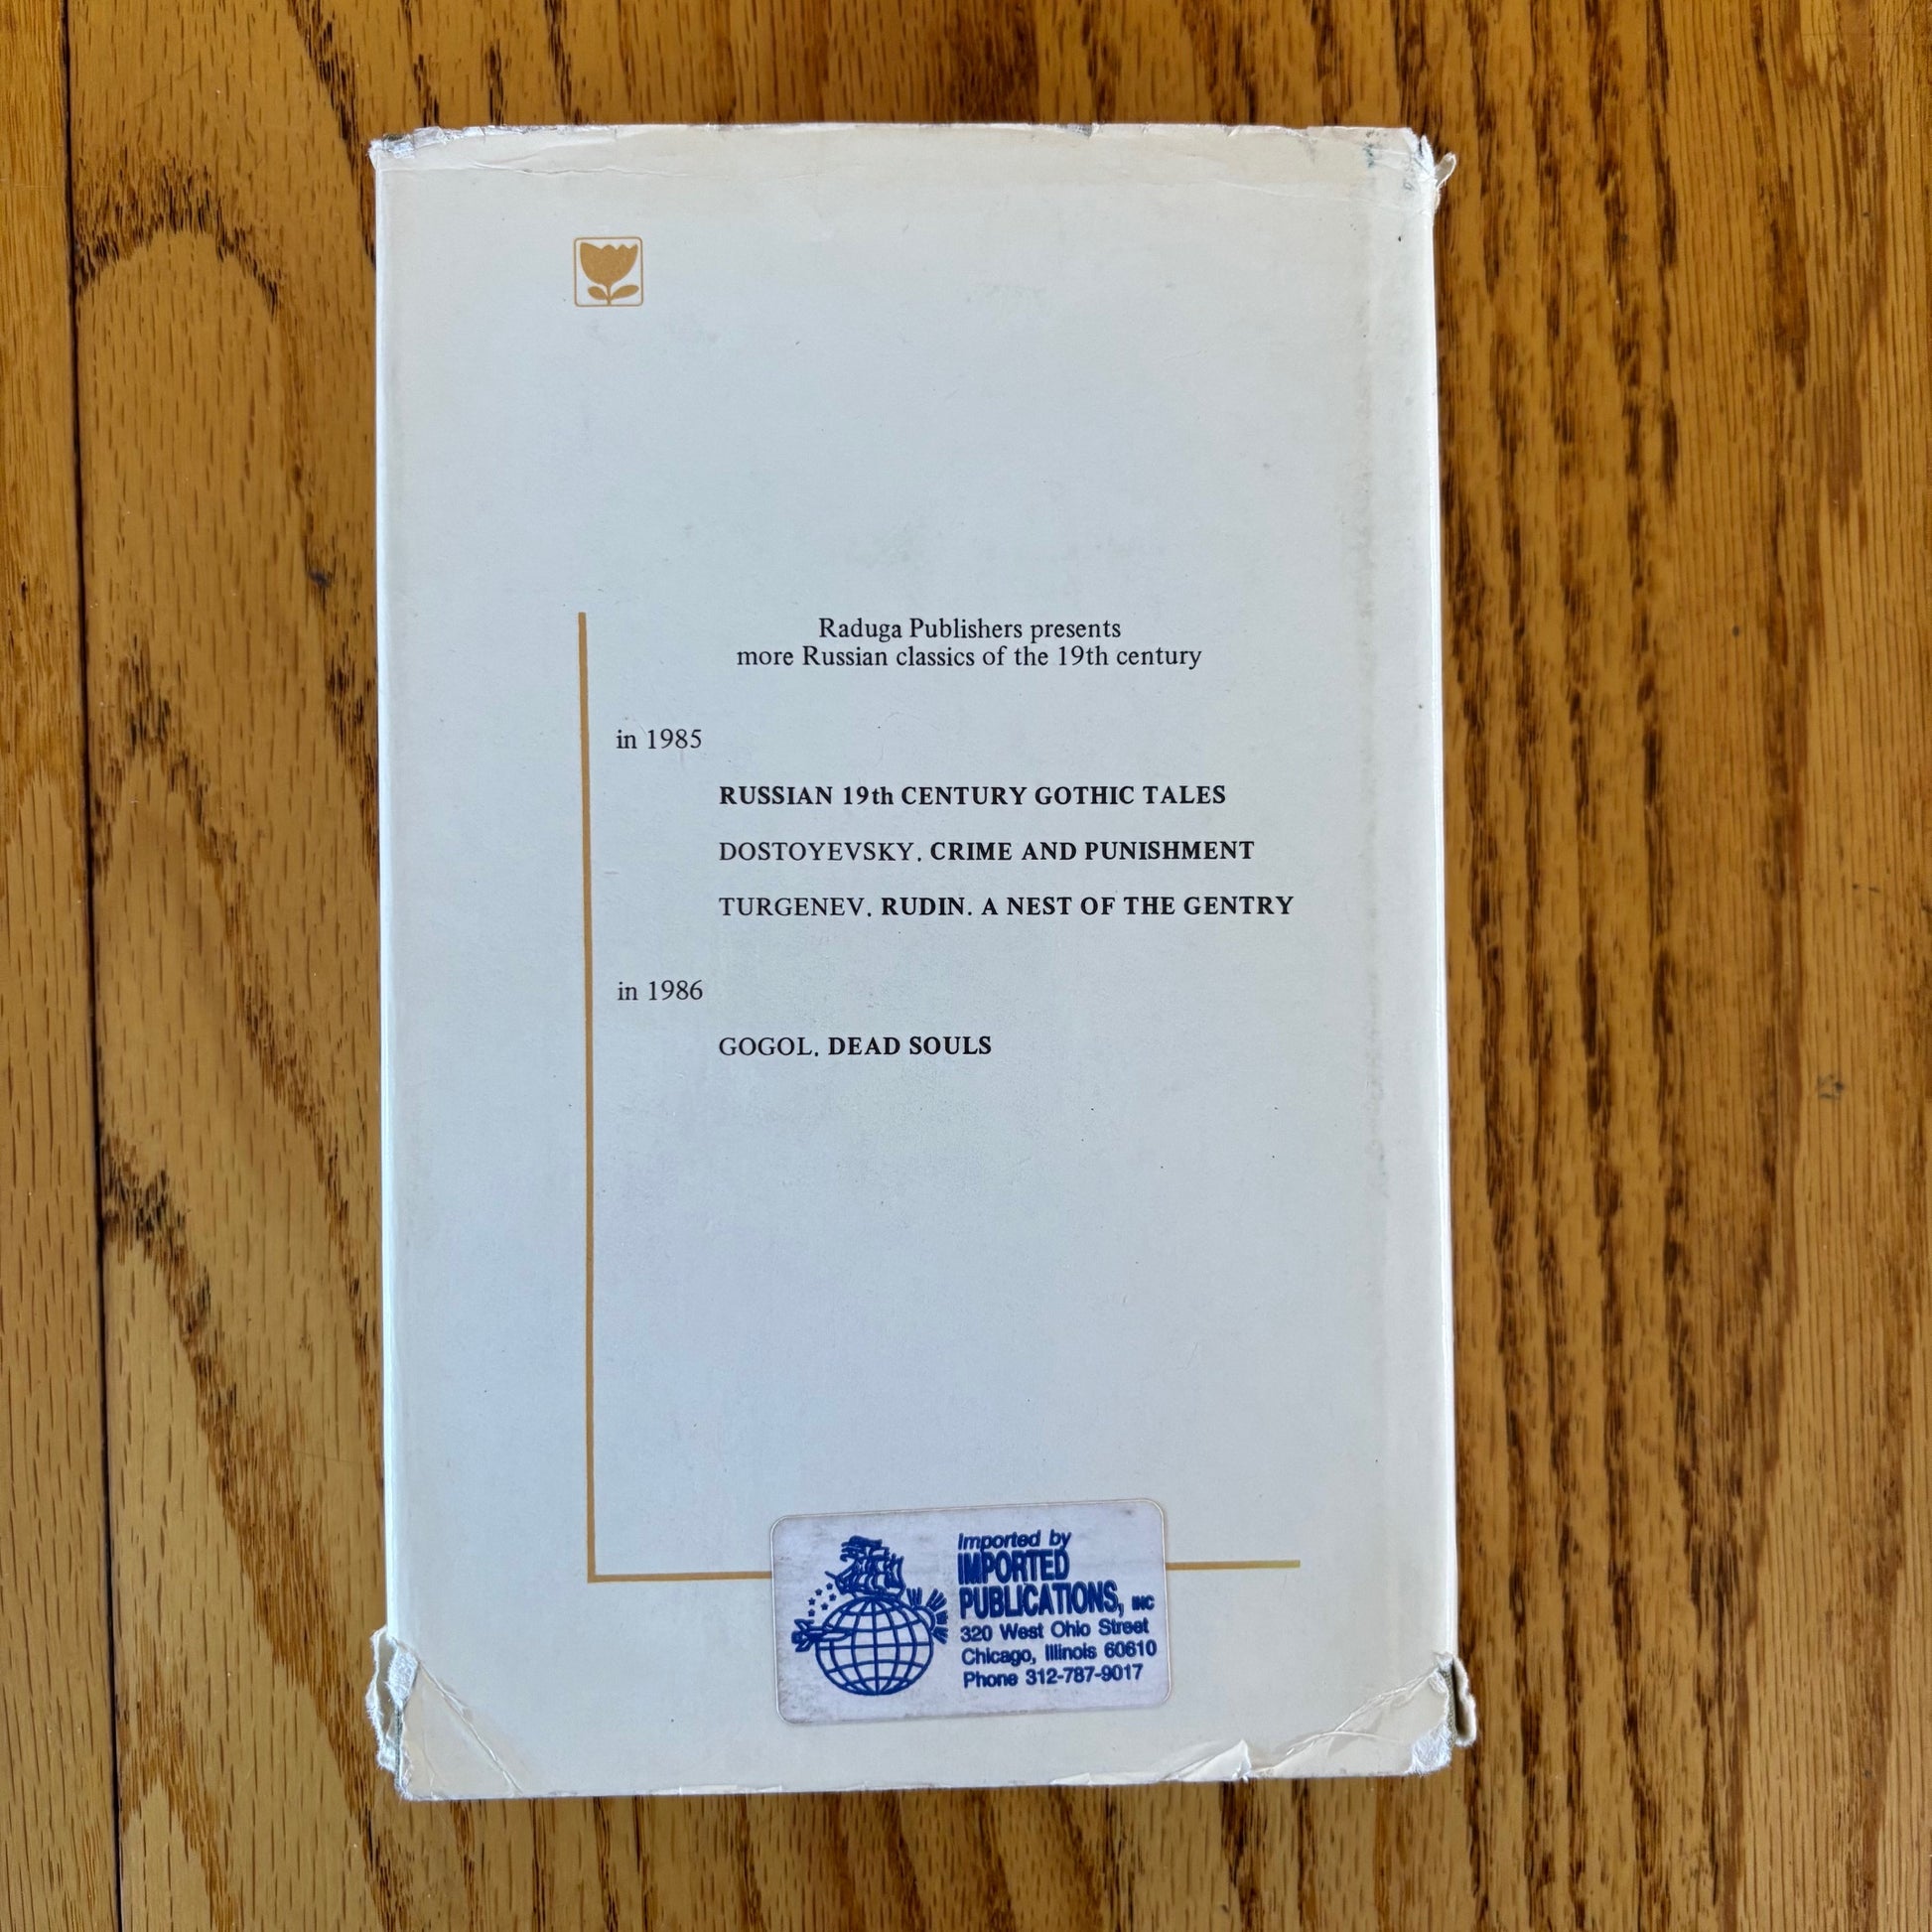 Raduga Publishers presents
more Russian classics of the 19th century
in 1985
RUSSIAN 19th CENTURY GOTHIC TALES
DOSTOYEVSKY. CRIME AND PUNISHMENT
TURGENEV. RUDIN. A NEST OF THE GENTRY
in 1986
GOGOL. DEAD SOULS
Imported by
IMPORTED
PUBLICATIONS, INC
320 West Ohio Street
Chicago, Illinois 60610
Phone 312-787-9017